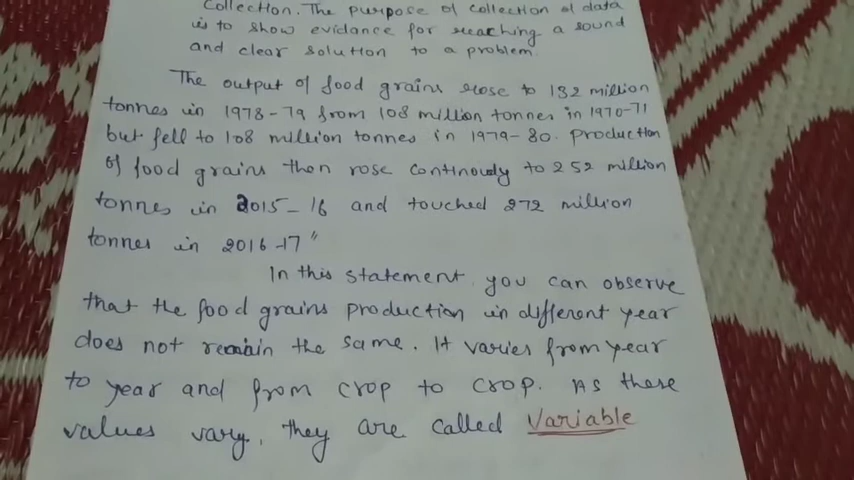 Collection. The purpose of collection of data
is to show evidance for reaching a sound
and clear solution to a problem.
The output of food grains rose to 132 million
tonnes in 1978-79 from 108 million tonnes in 1970-71
but fell to 108 million tonnes in 1979-80. Production
of food grains then rose continously to 252 million
tonnes in 2015-16 and touched 272 million
tonnes in 2016-17"
In this statement you can observe
that the food grains production in different year
does not remain the same. It varies from year
to year and from crop to crop. As these
values vary, they are called Variable